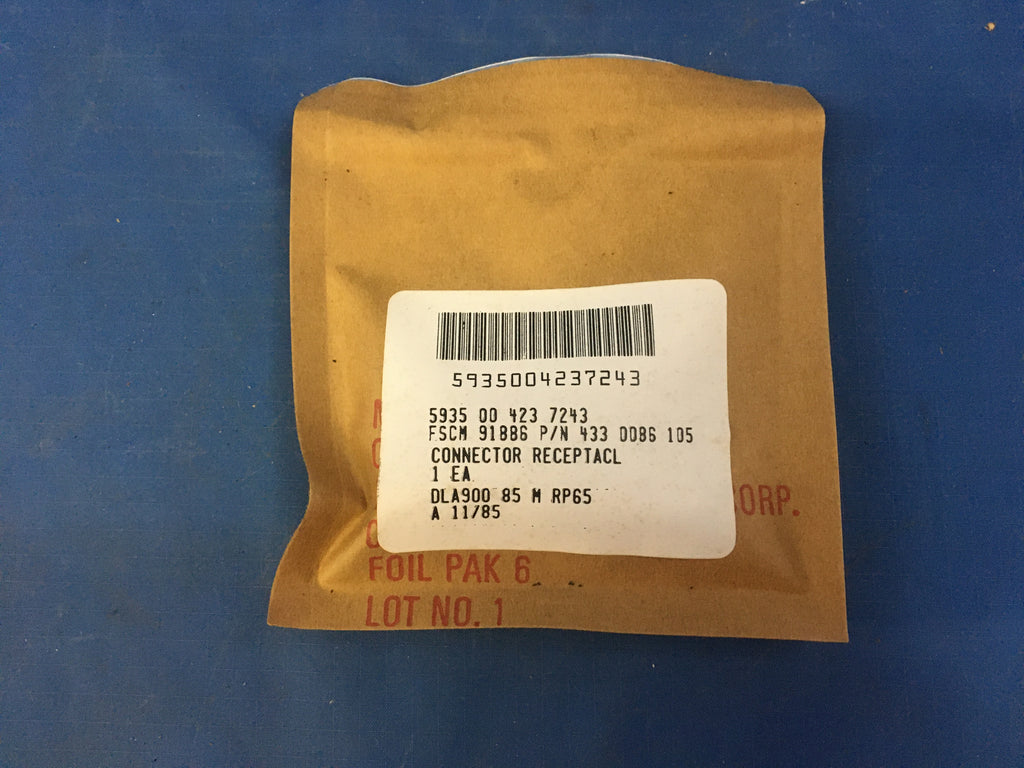 5935004237243
5935 00 423 7243
FSCM 91886 P/N 433 0086 105
CONNECTOR RECEPTACL
1 EA
DLA900 85 M RP65
A 11/85
ORP.
FOIL PAK 6
LOT NO. 1